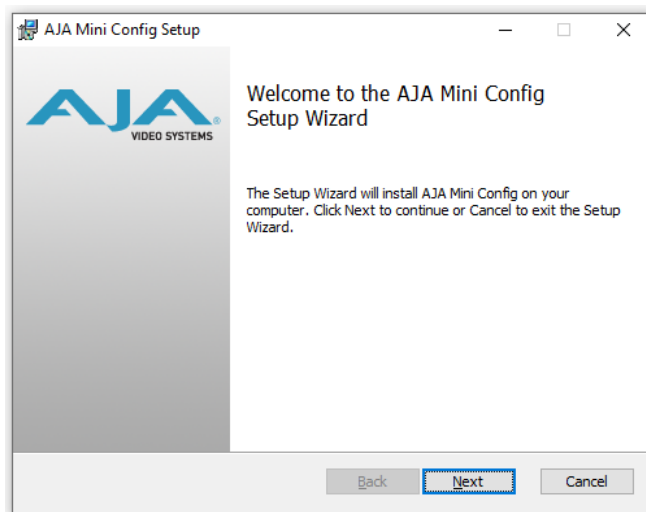 AJA Mini Config Setup
AJA®
VIDEO SYSTEMS
Welcome to the AJA Mini Config
Setup Wizard
The Setup Wizard will install AJA Mini Config on your
computer. Click Next to continue or Cancel to exit the Setup
Wizard.
Back
Next
Cancel